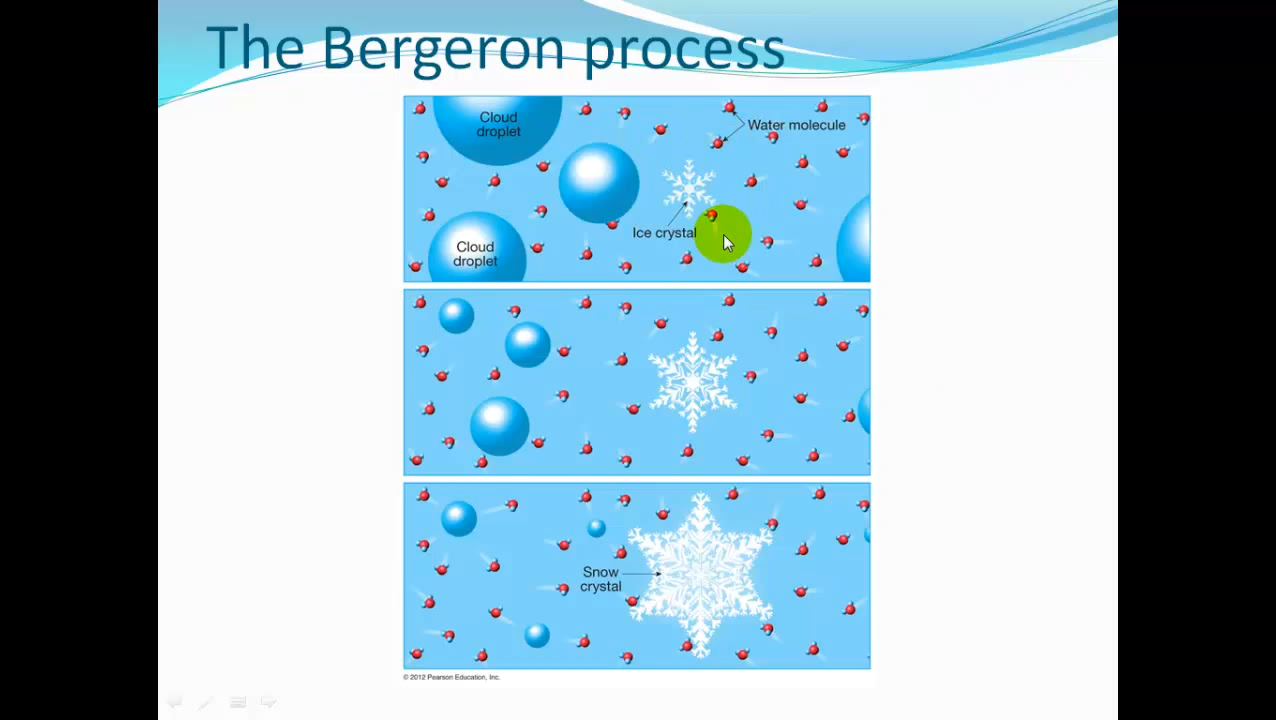 The Bergeron process
Cloud
droplet
Water molecule
Ice crystal
Cloud
droplet
Snow
crystal
© 2012 Pearson Education, Inc.